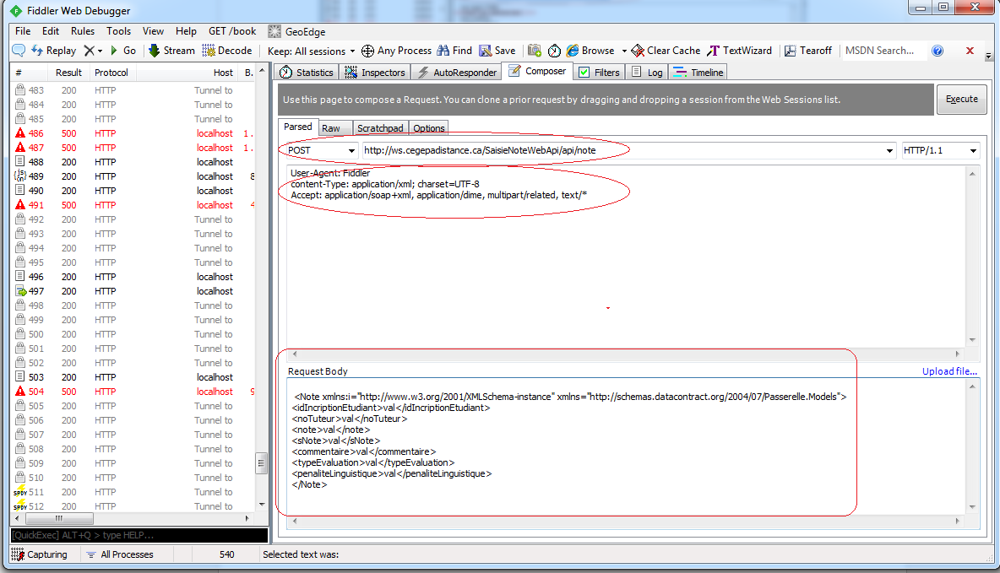 Fiddler Web Debugger
File Edit Rules Tools View Help GET /book GeoEdge
Replay Go Stream Decode Keep: All sessions Any Process Find Save Browse Clear Cache TextWizard Tearoff MSDN Search...
# Result Protocol Host B.
483 200 HTTP Tunnel to
484 200 HTTP Tunnel to
485 200 HTTP Tunnel to
486 500 HTTP localhost 1.
487 500 HTTP localhost 1.
488 200 HTTP localhost
489 200 HTTP localhost 8
490 200 HTTP localhost
491 500 HTTP localhost 4
492 200 HTTP Tunnel to
493 200 HTTP Tunnel to
494 200 HTTP Tunnel to
495 200 HTTP Tunnel to
496 200 HTTP localhost
497 200 HTTP localhost
498 200 HTTP Tunnel to
499 200 HTTP Tunnel to
500 200 HTTP Tunnel to
501 200 HTTP Tunnel to
502 200 HTTP Tunnel to
503 200 HTTP localhost
504 500 HTTP localhost 9
505 200 HTTP Tunnel to
506 200 HTTP Tunnel to
507 200 HTTP Tunnel to
508 200 HTTP Tunnel to
509 200 HTTP Tunnel to
510 200 HTTP Tunnel to
SPDY 511 200 HTTP Tunnel to
SPDY 512 200 HTTP Tunnel to
[QuickExec] ALT+Q > type HELP...
Statistics Inspectors AutoResponder Composer Filters Log Timeline
Use this page to compose a Request. You can clone a prior request by dragging and dropping a session from the Web Sessions list.
Execute
Parsed Raw Scratchpad Options
POST http://ws.cegepadistance.ca/SaisieNoteWebApi/api/note HTTP/1.1
User-Agent: Fiddler
content-Type: application/xml; charset=UTF-8
Accept: application/soap+xml, application/dime, multipart/related, text/*
Request Body Upload file...
<Note xmlns:i="http://www.w3.org/2001/XMLSchema-instance" xmlns="http://schemas.datacontract.org/2004/07/Passerelle.Models">
<idIncriptionEtudiant>val</idIncriptionEtudiant>
<noTuteur>val</noTuteur>
<note>val</note>
<sNote>val</sNote>
<commentaire>val</commentaire>
<typeEvaluation>val</typeEvaluation>
<penaliteLinguistique>val</penaliteLinguistique>
</Note>
Capturing All Processes 540 Selected text was: